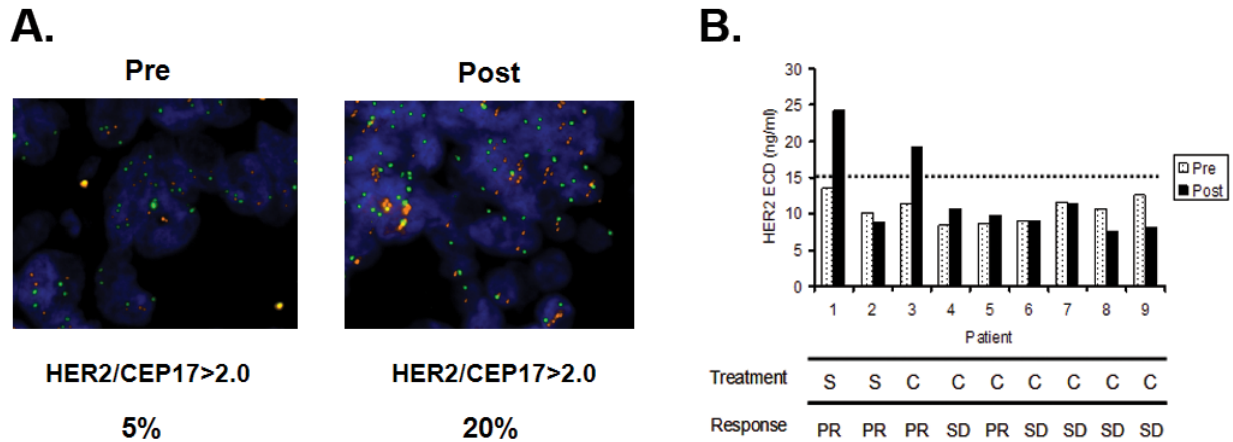 A.
Pre
Post
HER2/CEP17>2.0
HER2/CEP17>2.0
5%
20%
B.
30
25
20
15
10
5
0
HER2 ECD (ng/ml)
Pre
Post
1 2 3 4 5 6 7 8 9
Patient
Treatment S S C C C C C C C
Response PR PR PR SD PR SD SD SD SD